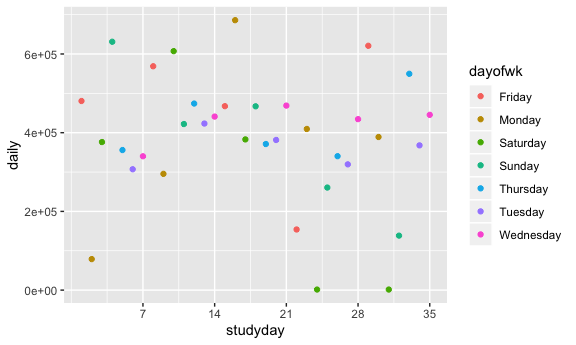 6e+05
4e+05
2e+05
0e+00
daily
7 14 21 28 35
studyday
dayofwk
Friday
Monday
Saturday
Sunday
Thursday
Tuesday
Wednesday